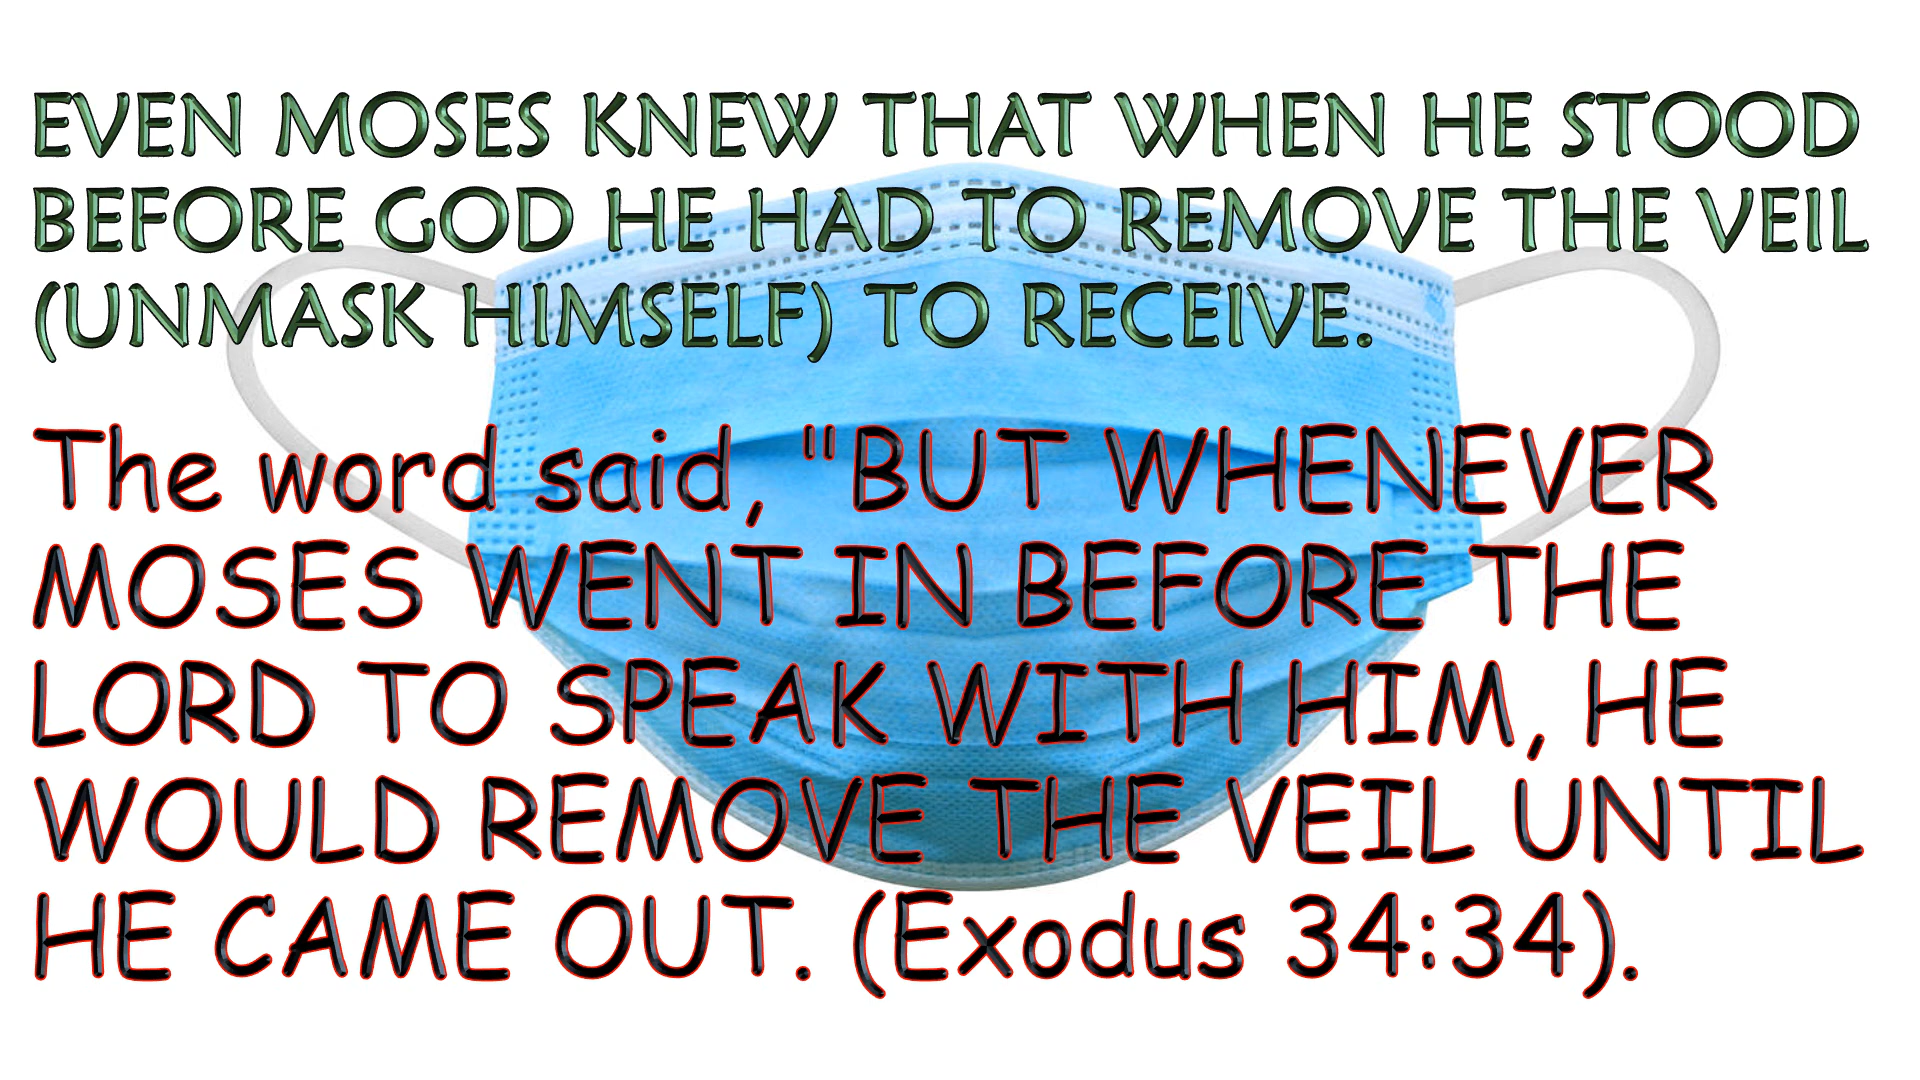 EVEN MOSES KNEW THAT WHEN HE STOOD
BEFORE GOD HE HAD TO REMOVE THE VEIL
(UNMASK HIMSELF) TO RECEIVE.
The word said, "BUT WHENEVER
MOSES WENT IN BEFORE THE
LORD TO SPEAK WITH HIM, HE
WOULD REMOVE THE VEIL UNTIL
HE CAME OUT. (Exodus 34:34).